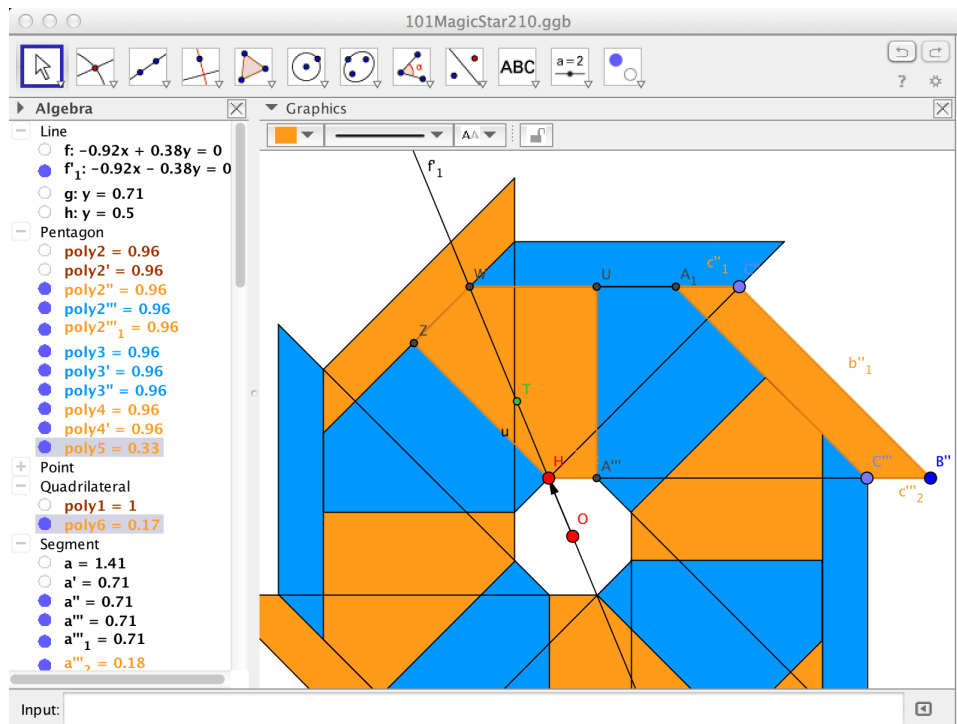 101MagicStar210.ggb
ABC
a=2
?
Algebra
Graphics
AA
Line
f: -0.92x + 0.38y = 0
f'₁: -0.92x - 0.38y = 0
g: y = 0.71
h: y = 0.5
Pentagon
poly2 = 0.96
poly2' = 0.96
poly2'' = 0.96
poly2''' = 0.96
poly2'''₁ = 0.96
poly3 = 0.96
poly3' = 0.96
poly3'' = 0.96
poly4 = 0.96
poly4' = 0.96
poly5 = 0.33
Point
Quadrilateral
poly1 = 1
poly6 = 0.17
Segment
a = 1.41
a' = 0.71
a'' = 0.71
a''' = 0.71
a'''₁ = 0.71
a'''₂ = 0.18
f'₁
W
U
A₁
c''₁
Z
b''₁
T
u
H
A'''
C'''
B''
c'''₂
O
Input: